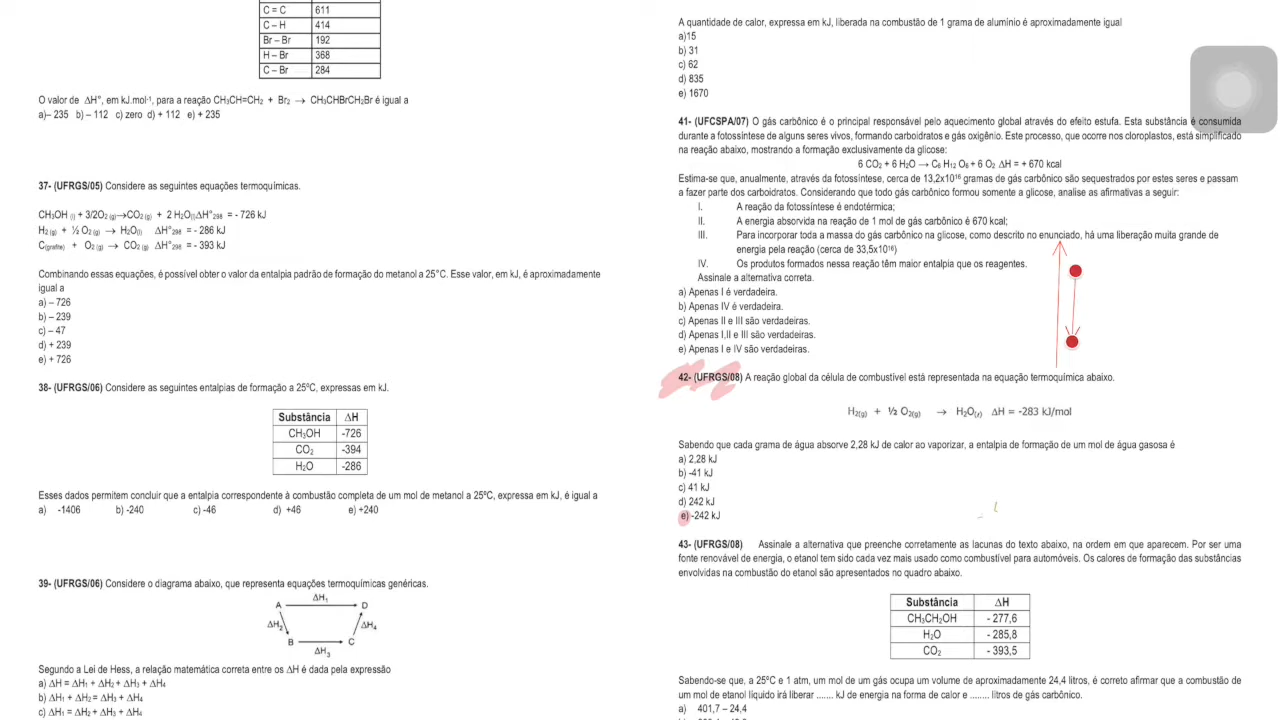 C = C 611
C – H 414
Br – Br 192
H – Br 368
C – Br 284
O valor de ΔH°, em kJ.mol-¹, para a reação CH₃CH=CH₂ + Br₂ → CH₃CHBrCH₂Br é igual a
a)– 235 b) – 112 c) zero d) + 112 e) + 235
37- (UFRGS/05) Considere as seguintes equações termoquímicas.
CH₃OH (l) + 3/2O₂ (g)→CO₂ (g) + 2 H₂O(l)ΔH°₂₉₈ = - 726 kJ
H₂ (g) + ½ O₂ (g) → H₂O(l) ΔH°₂₉₈ = - 286 kJ
C(grafite) + O₂ (g) → CO₂ (g) ΔH°₂₉₈ = - 393 kJ
Combinando essas equações, é possível obter o valor da entalpia padrão de formação do metanol a 25°C. Esse valor, em kJ, é aproximadamente
igual a
a) – 726
b) – 239
c) – 47
d) + 239
e) + 726
38- (UFRGS/06) Considere as seguintes entalpias de formação a 25ºC, expressas em kJ.
Substância ΔH
CH₃OH -726
CO₂ -394
H₂O -286
Esses dados permitem concluir que a entalpia correspondente à combustão completa de um mol de metanol a 25ºC, expressa em kJ, é igual a
a) -1406 b) -240 c) -46 d) +46 e) +240
39- (UFRGS/06) Considere o diagrama abaixo, que representa equações termoquímicas genéricas.
ΔH₁
A D
ΔH₂ ΔH₄
B C
ΔH₃
Segundo a Lei de Hess, a relação matemática correta entre os ΔH é dada pela expressão
a) ΔH = ΔH₁ + ΔH₂ + ΔH₃ + ΔH₄
b) ΔH₁ + ΔH₂ = ΔH₃ + ΔH₄
c) ΔH₁ = ΔH₂ + ΔH₃ + ΔH₄
A quantidade de calor, expressa em kJ, liberada na combustão de 1 grama de alumínio é aproximadamente igual
a)15
b) 31
c) 62
d) 835
e) 1670
41- (UFCSPA/07) O gás carbônico é o principal responsável pelo aquecimento global através do efeito estufa. Esta substância é consumida
durante a fotossíntese de alguns seres vivos, formando carboidratos e gás oxigênio. Este processo, que ocorre nos cloroplastos, está simplificado
na reação abaixo, mostrando a formação exclusivamente da glicose:
6 CO₂ + 6 H₂O → C₆ H₁₂ O₆ + 6 O₂ ΔH = + 670 kcal
Estima-se que, anualmente, através da fotossíntese, cerca de 13,2x10¹⁶ gramas de gás carbônico são sequestrados por estes seres e passam
a fazer parte dos carboidratos. Considerando que todo gás carbônico formou somente a glicose, analise as afirmativas a seguir:
I. A reação da fotossíntese é endotérmica;
II. A energia absorvida na reação de 1 mol de gás carbônico é 670 kcal;
III. Para incorporar toda a massa do gás carbônico na glicose, como descrito no enunciado, há uma liberação muita grande de
energia pela reação (cerca de 33,5x10¹⁶)
IV. Os produtos formados nessa reação têm maior entalpia que os reagentes.
Assinale a alternativa correta.
a) Apenas I é verdadeira.
b) Apenas IV é verdadeira.
c) Apenas II e III são verdadeiras.
d) Apenas I,II e III são verdadeiras.
e) Apenas I e IV são verdadeiras.
42- (UFRGS/08) A reação global da célula de combustível está representada na equação termoquímica abaixo.
H₂(g) + ½ O₂(g) → H₂O(ℓ) ΔH = -283 kJ/mol
Sabendo que cada grama de água absorve 2,28 kJ de calor ao vaporizar, a entalpia de formação de um mol de água gasosa é
a) 2,28 kJ
b) -41 kJ
c) 41 kJ
d) 242 kJ
e) -242 kJ
43- (UFRGS/08) Assinale a alternativa que preenche corretamente as lacunas do texto abaixo, na ordem em que aparecem. Por ser uma
fonte renovável de energia, o etanol tem sido cada vez mais usado como combustível para automóveis. Os calores de formação das substâncias
envolvidas na combustão do etanol são apresentados no quadro abaixo.
Substância ΔH
CH₃CH₂OH - 277,6
H₂O - 285,8
CO₂ - 393,5
Sabendo-se que, a 25ºC e 1 atm, um mol de um gás ocupa um volume de aproximadamente 24,4 litros, é correto afirmar que a combustão de
um mol de etanol líquido irá liberar ....... kJ de energia na forma de calor e ........ litros de gás carbônico.
a) 401,7 – 24,4